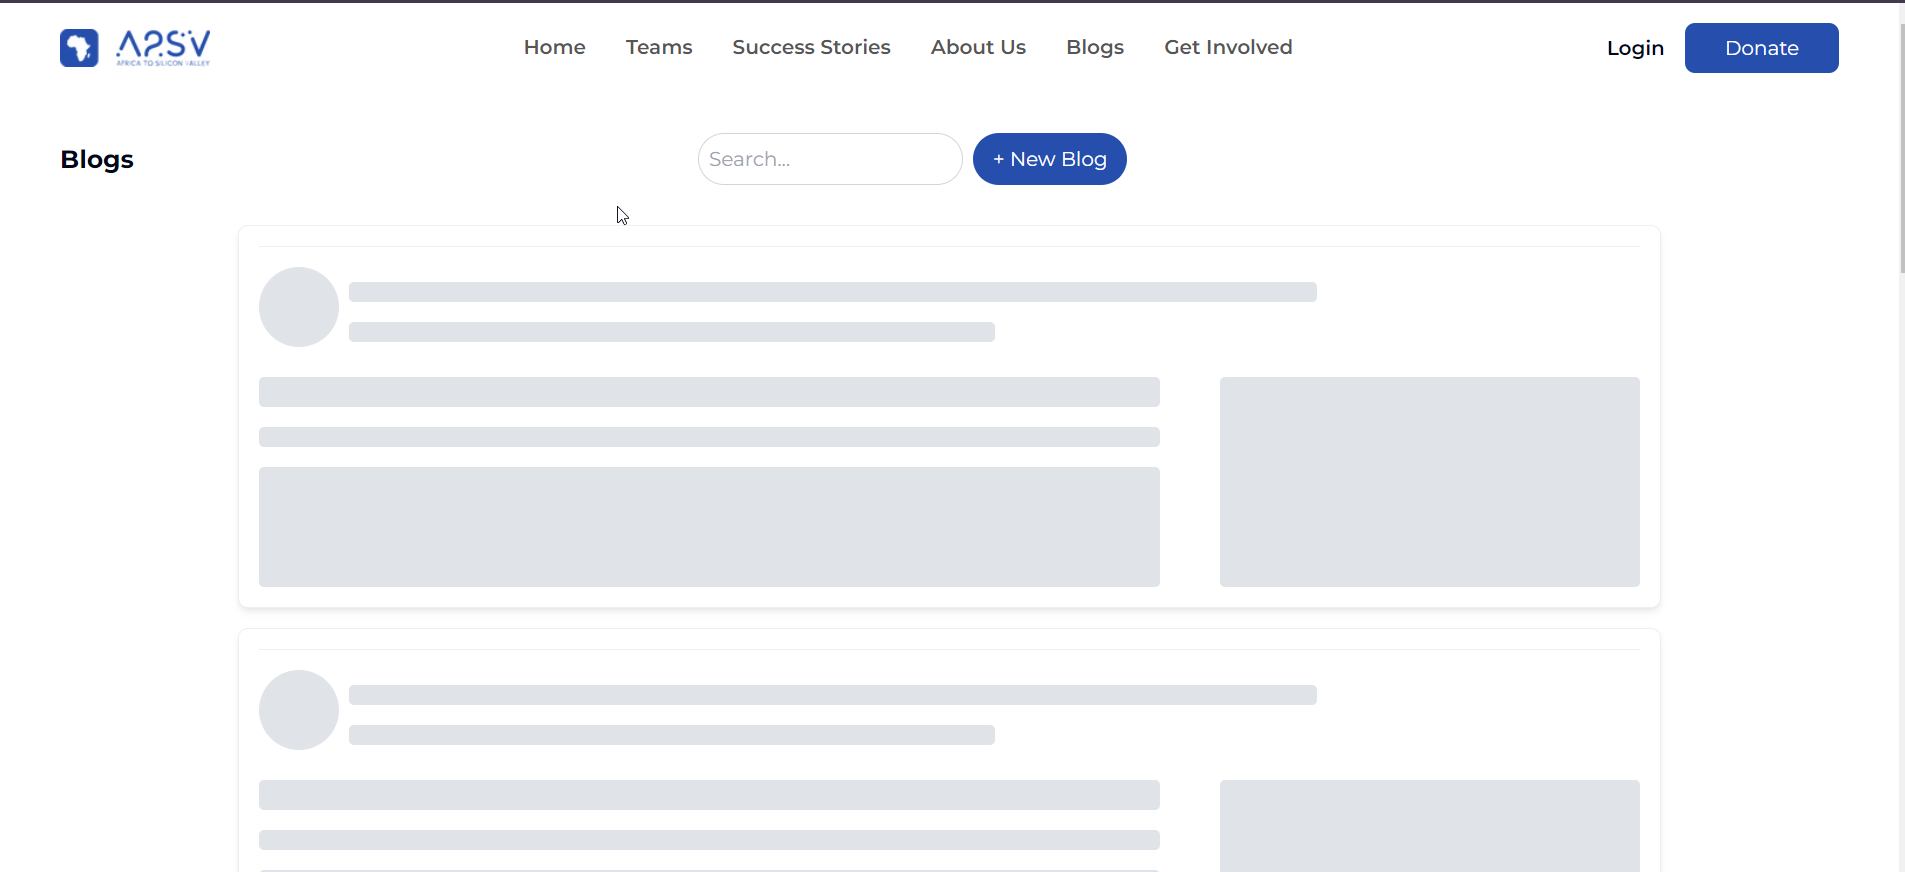 A2SV
AFRICA TO SILICON VALLEY
Home
Teams
Success Stories
About Us
Blogs
Get Involved
Login
Donate
Blogs
Search...
+ New Blog